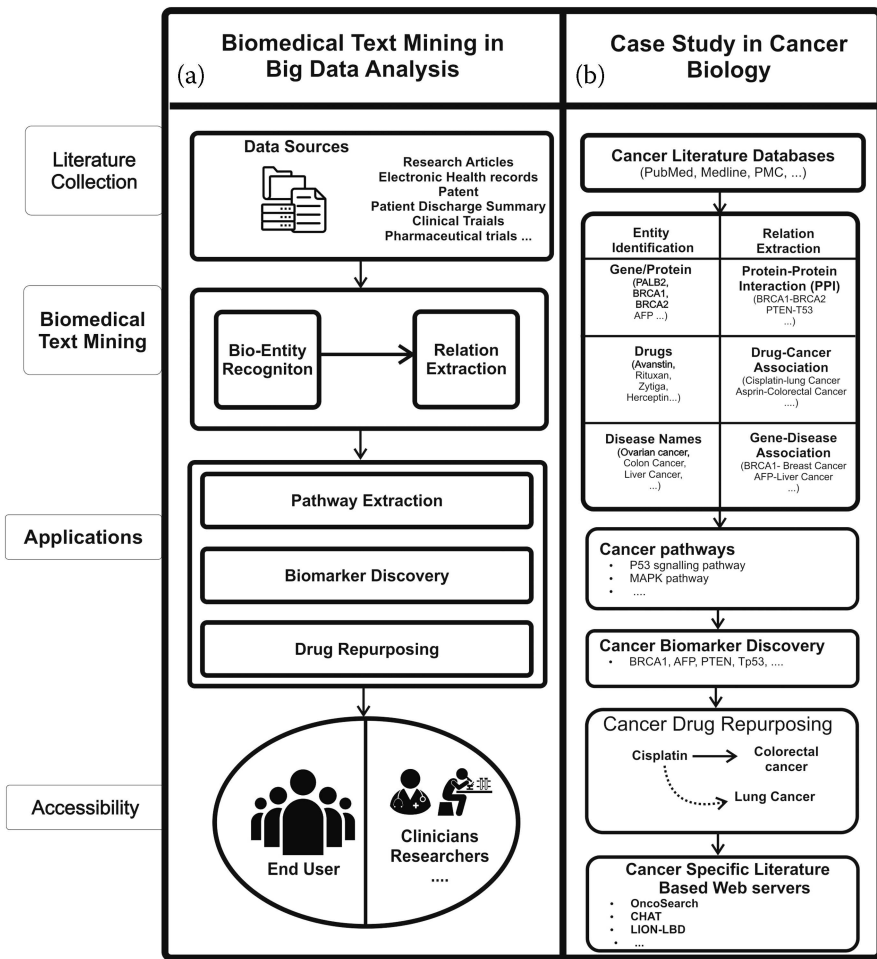 (a)
Biomedical Text Mining in
Big Data Analysis
(b)
Case Study in Cancer
Biology
Literature
Collection
Data Sources
Research Articles
Electronic Health records
Patent
Patient Discharge Summary
Clinical Traials
Pharmaceutical trials ...
Biomedical
Text Mining
Bio-Entity
Recogniton
Relation
Extraction
Applications
Pathway Extraction
Biomarker Discovery
Drug Repurposing
Accessibility
End User
Clinicians
Researchers
....
Cancer Literature Databases
(PubMed, Medline, PMC, ...)
Entity
Identification
Relation
Extraction
Gene/Protein
(PALB2,
BRCA1,
BRCA2
AFP ...)
Protein-Protein
Interaction (PPI)
(BRCA1-BRCA2
PTEN-T53
...)
Drugs
(Avanstin,
Rituxan,
Zytiga,
Herceptin...)
Drug-Cancer
Association
(Cisplatin-lung Cancer
Asprin-Colorectal Cancer
....)
Disease Names
(Ovarian cancer,
Colon Cancer,
Liver Cancer,
...)
Gene-Disease
Association
(BRCA1- Breast Cancer
AFP-Liver Cancer
...)
Cancer pathways
• P53 sgnalling pathway
• MAPK pathway
• ....
Cancer Biomarker Discovery
• BRCA1, AFP, PTEN, Tp53, ....
Cancer Drug Repurposing
Cisplatin
Colorectal
cancer
Lung Cancer
Cancer Specific Literature
Based Web servers
• OncoSearch
• CHAT
• LION-LBD
• ...